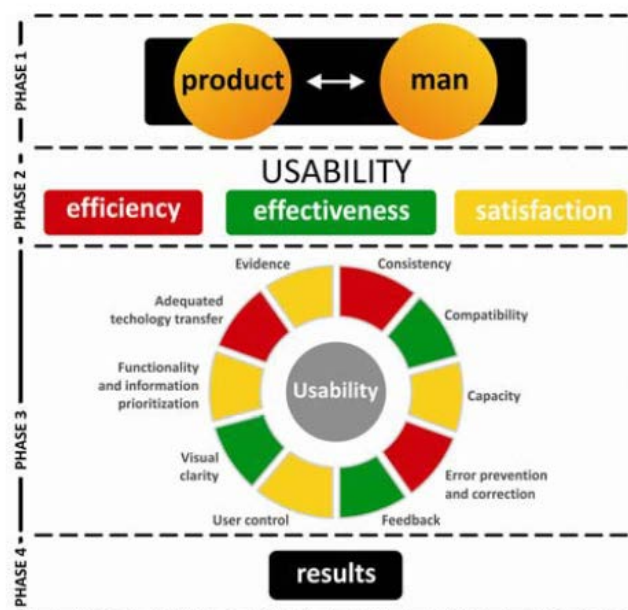 PHASE 1
product
man
PHASE 2
USABILITY
efficiency
effectiveness
satisfaction
PHASE 3
Evidence
Consistency
Adequated
techology transfer
Compatibility
Functionality
and information
prioritization
Usability
Capacity
Visual
clarity
Error prevention
and correction
User control
Feedback
PHASE 4
results